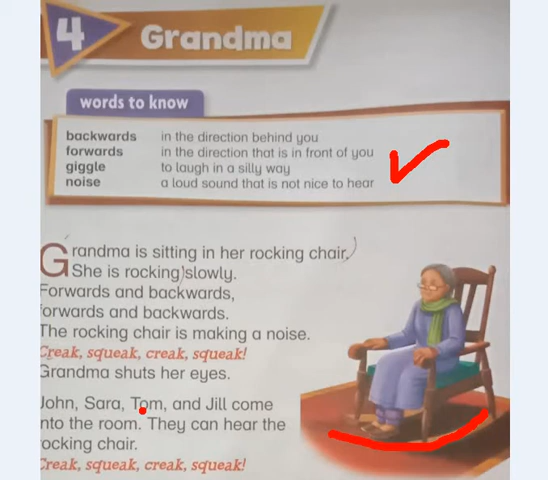 4 Grandma
words to know
backwards in the direction behind you
forwards in the direction that is in front of you
giggle to laugh in a silly way
noise a loud sound that is not nice to hear
Grandma is sitting in her rocking chair.
She is rocking slowly.
Forwards and backwards,
orwards and backwards.
The rocking chair is making a noise.
Creak, squeak, creak, squeak!
Grandma shuts her eyes.
John, Sara, Tom, and Jill come
nto the room. They can hear the
ocking chair.
Creak, squeak, creak, squeak!